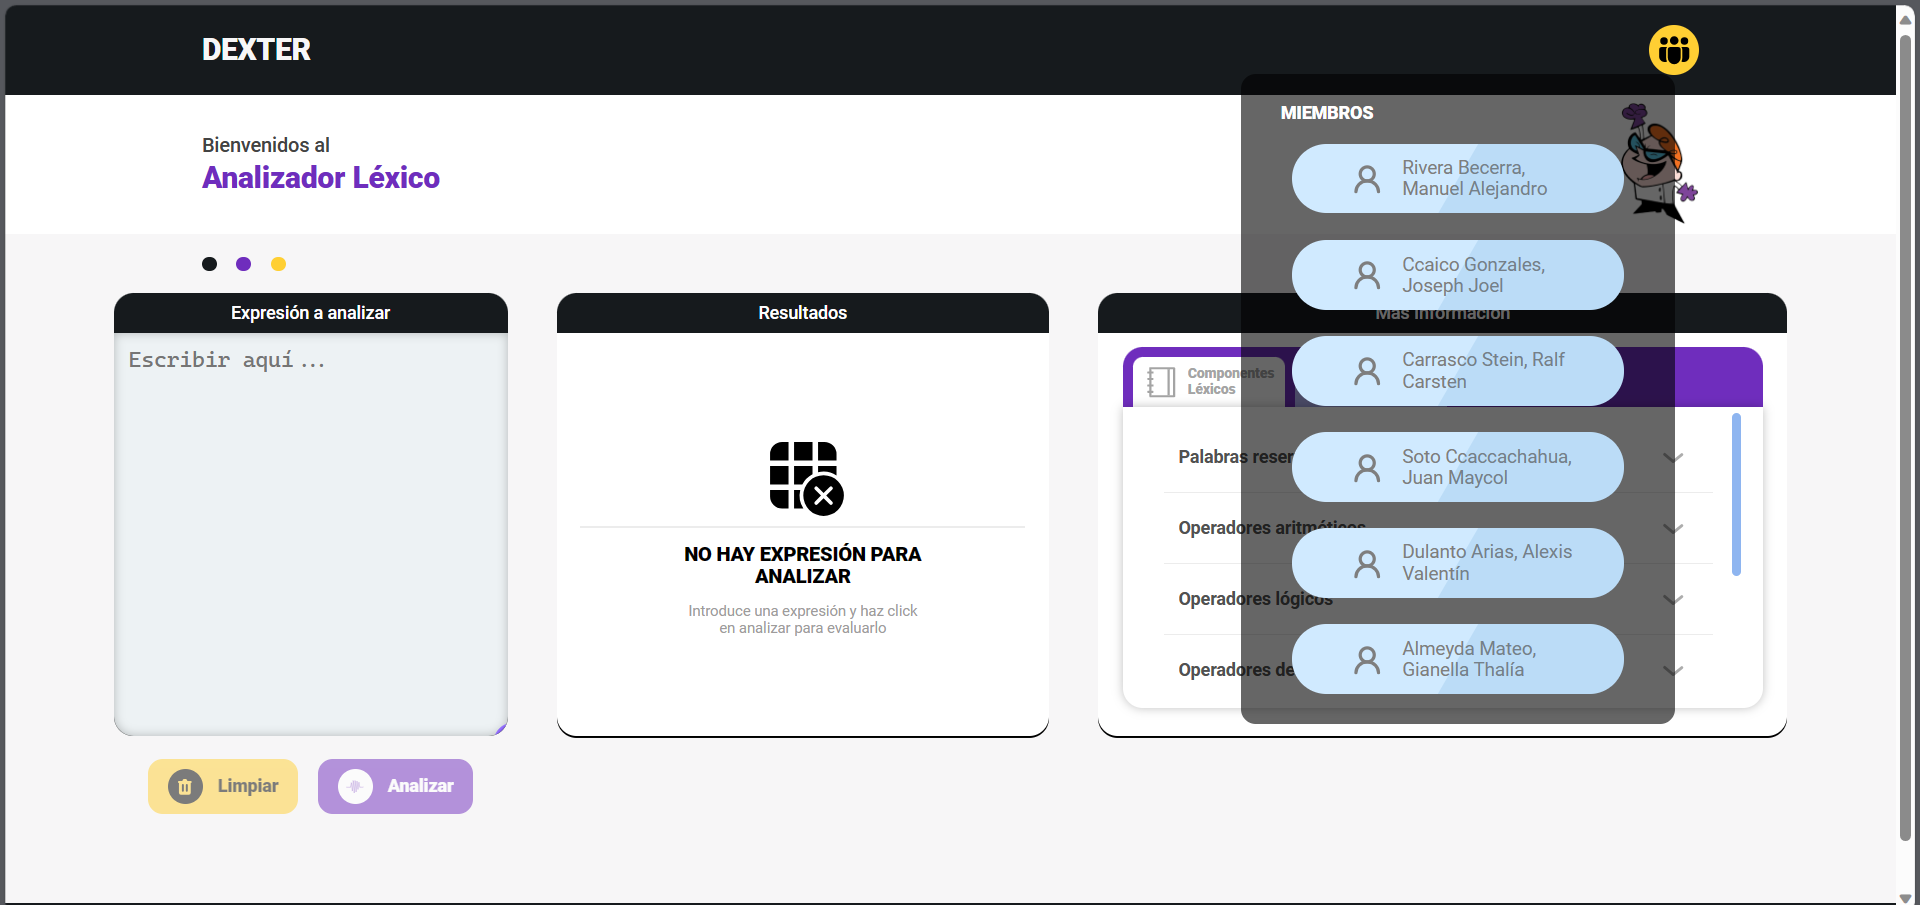 DEXTER
MIEMBROS
Bienvenidos al
Analizador Léxico
Rivera Becerra,
Manuel Alejandro
Ccaico Gonzales,
Joseph Joel
Carrasco Stein, Ralf
Carsten
Soto Ccaccachahua,
Juan Maycol
Dulanto Arias, Alexis
Valentín
Almeyda Mateo,
Gianella Thalía
Expresión a analizar
Escribir aquí ...
Limpiar
Analizar
Resultados
NO HAY EXPRESIÓN PARA
ANALIZAR
Introduce una expresión y haz click
en analizar para evaluarlo
Más información
Componentes
Léxicos
Palabras reser
Operadores aritméticos
Operadores lógicos
Operadores de